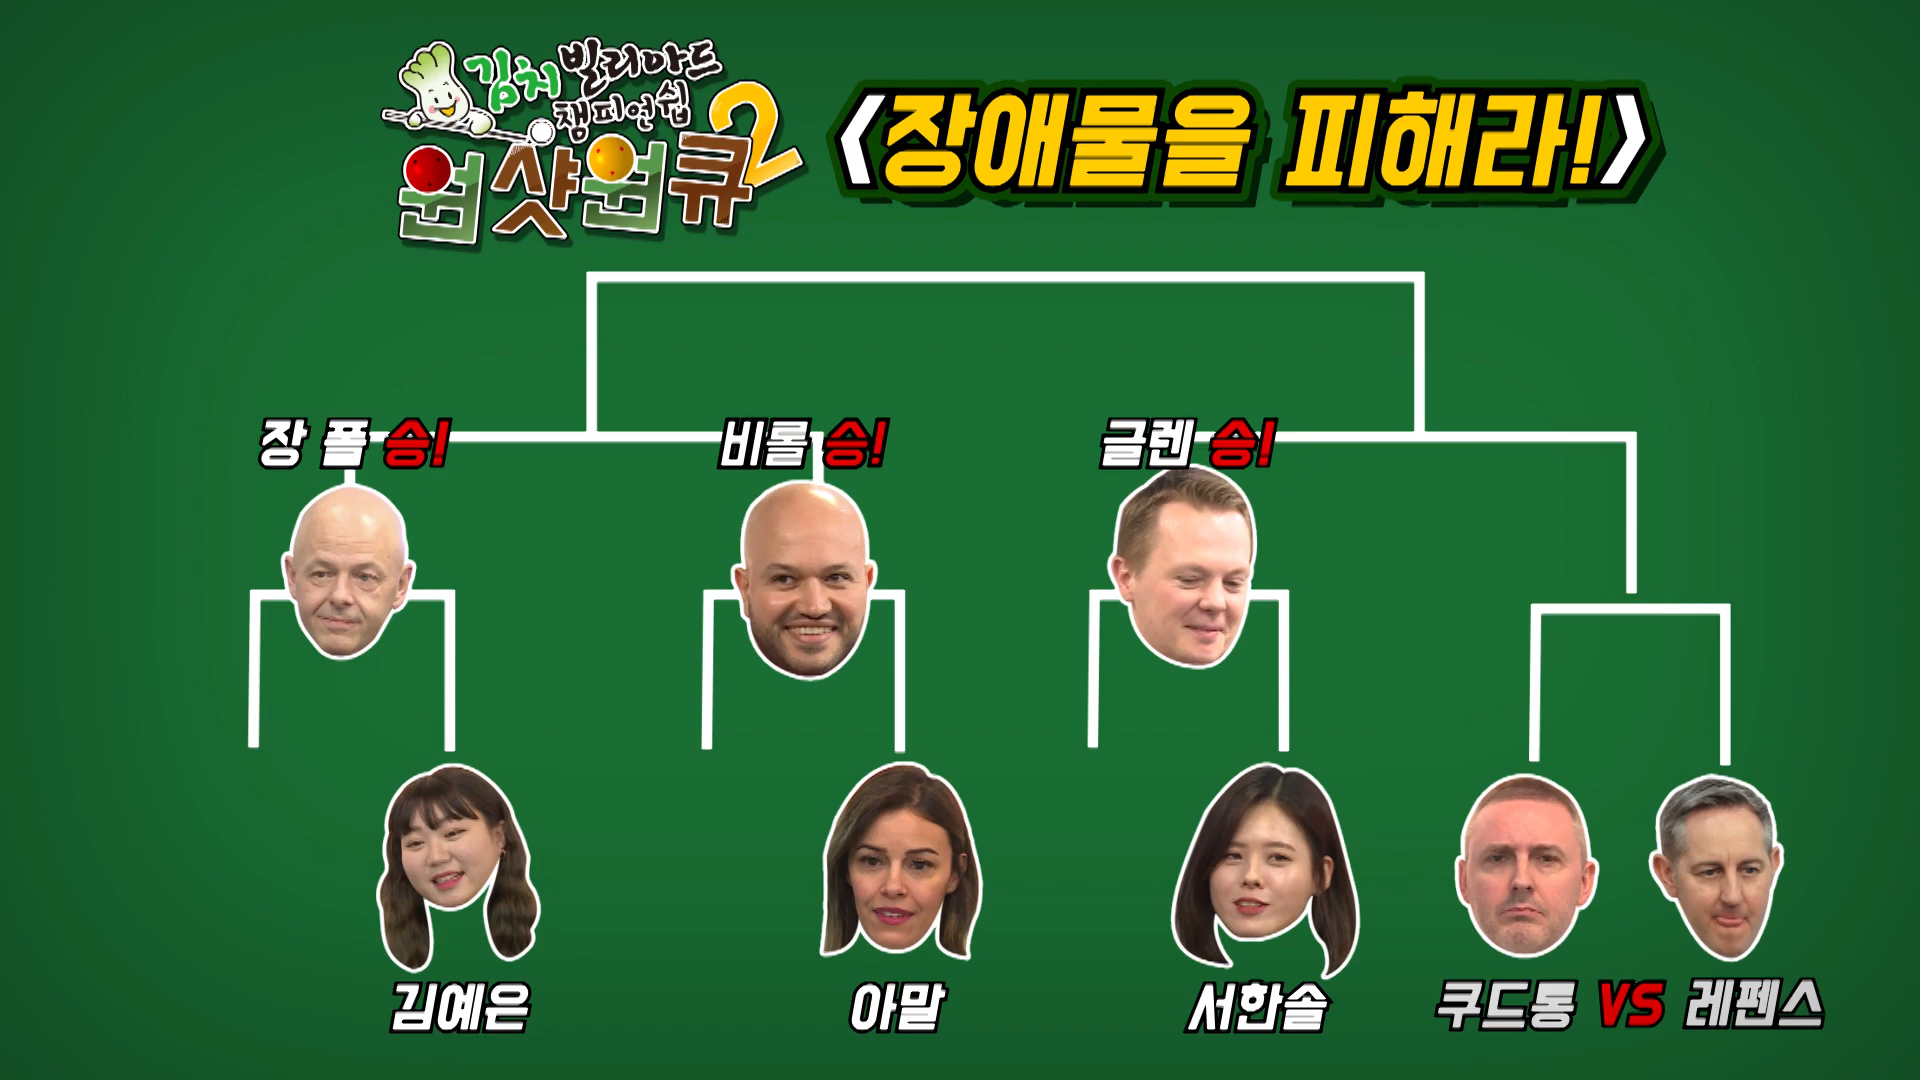 김치빌리아드
챔피언쉽
원샷원큐2
<장애물을 피해라!>
장 폴 승!
비롤 승!
글렌 승!
김예은
아말
서한솔
쿠드롱 VS 레펜스